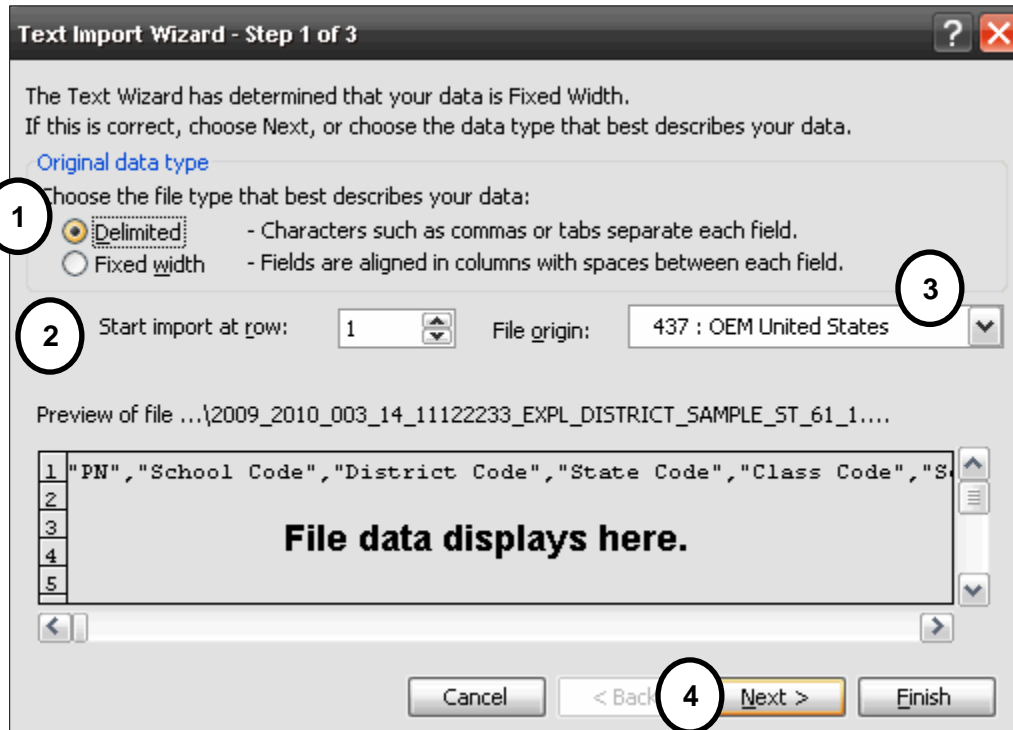 Text Import Wizard - Step 1 of 3
The Text Wizard has determined that your data is Fixed Width.
If this is correct, choose Next, or choose the data type that best describes your data.
Original data type
Choose the file type that best describes your data:
1
Delimited - Characters such as commas or tabs separate each field.
Fixed width - Fields are aligned in columns with spaces between each field.
3
2 Start import at row: 1 File origin: 437 : OEM United States
Preview of file ...\2009_2010_003_14_11122233_EXPL_DISTRICT_SAMPLE_ST_61_1....
1 "PN","School Code","District Code","State Code","Class Code","S
2
3 File data displays here.
4
5
Cancel < Back 4 Next > Finish